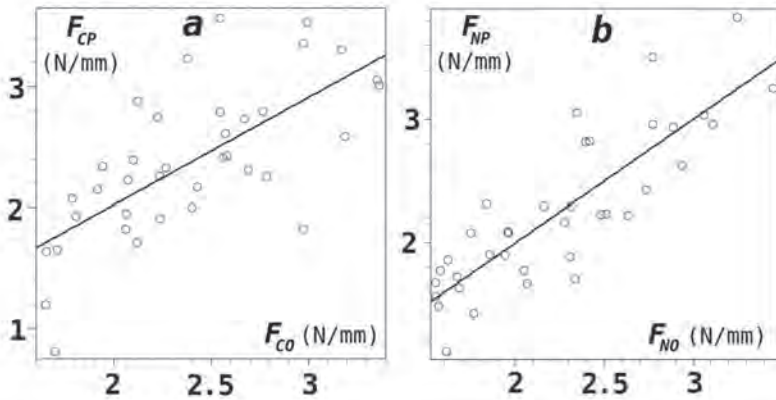 F_CP
(N/mm)
a
3
2
1
F_CO (N/mm)
2
2.5
3
F_NP
(N/mm)
b
3
2
F_NO (N/mm)
2
2.5
3